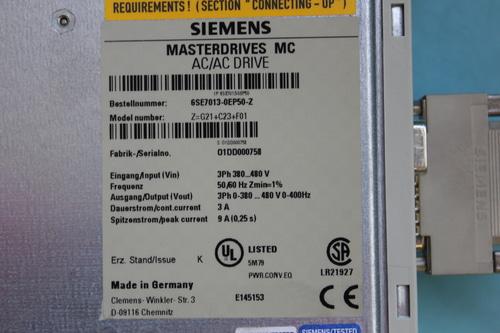 REQUIREMENTS! (SECTION "CONNECTING - UP")
SIEMENS
MASTERDRIVES MC
AC/AC DRIVE
Bestellnummer: 6SE7013-0EP50-Z
Model number: Z=G21+C23+F01
Fabrik-/Serialno. 01DD000758
Eingang/Input (Vin) 3Ph 380...480 V
Frequenz 50/60 Hz Zmin=1%
Ausgang/Output (Vout) 3Ph 0-380 ... 480 V 0-400Hz
Dauerstrom/cont.current 3 A
Spitzenstrom/peak current 9 A (0,25 s)
Erz. Stand/Issue K
UL LISTED
5M79
PWR.CONV.EQ.
SA
LR21927
Made in Germany
Clemens- Winkler- Str. 3 E145153
D-09116 Chemnitz
CE
SIEMENS/TESTED